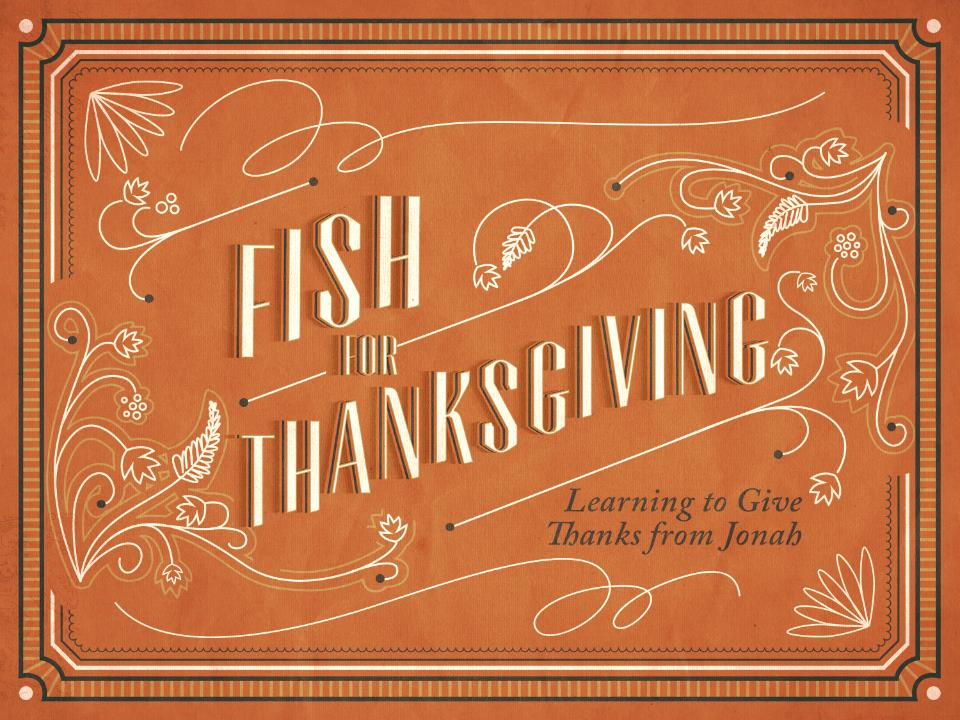 FISH
FOR
THANKSGIVING
Learning to Give
Thanks from Jonah